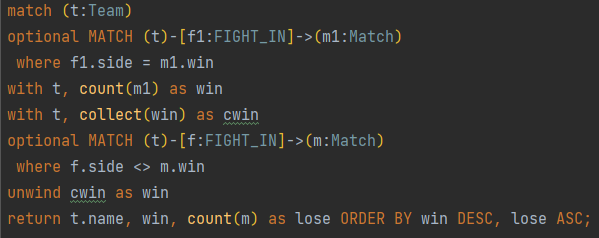 match (t:Team)
optional MATCH (t)-[f1:FIGHT_IN]->(m1:Match)
where f1.side = m1.win
with t, count(m1) as win
with t, collect(win) as cwin
optional MATCH (t)-[f:FIGHT_IN]->(m:Match)
where f.side <> m.win
unwind cwin as win
return t.name, win, count(m) as lose ORDER BY win DESC, lose ASC;